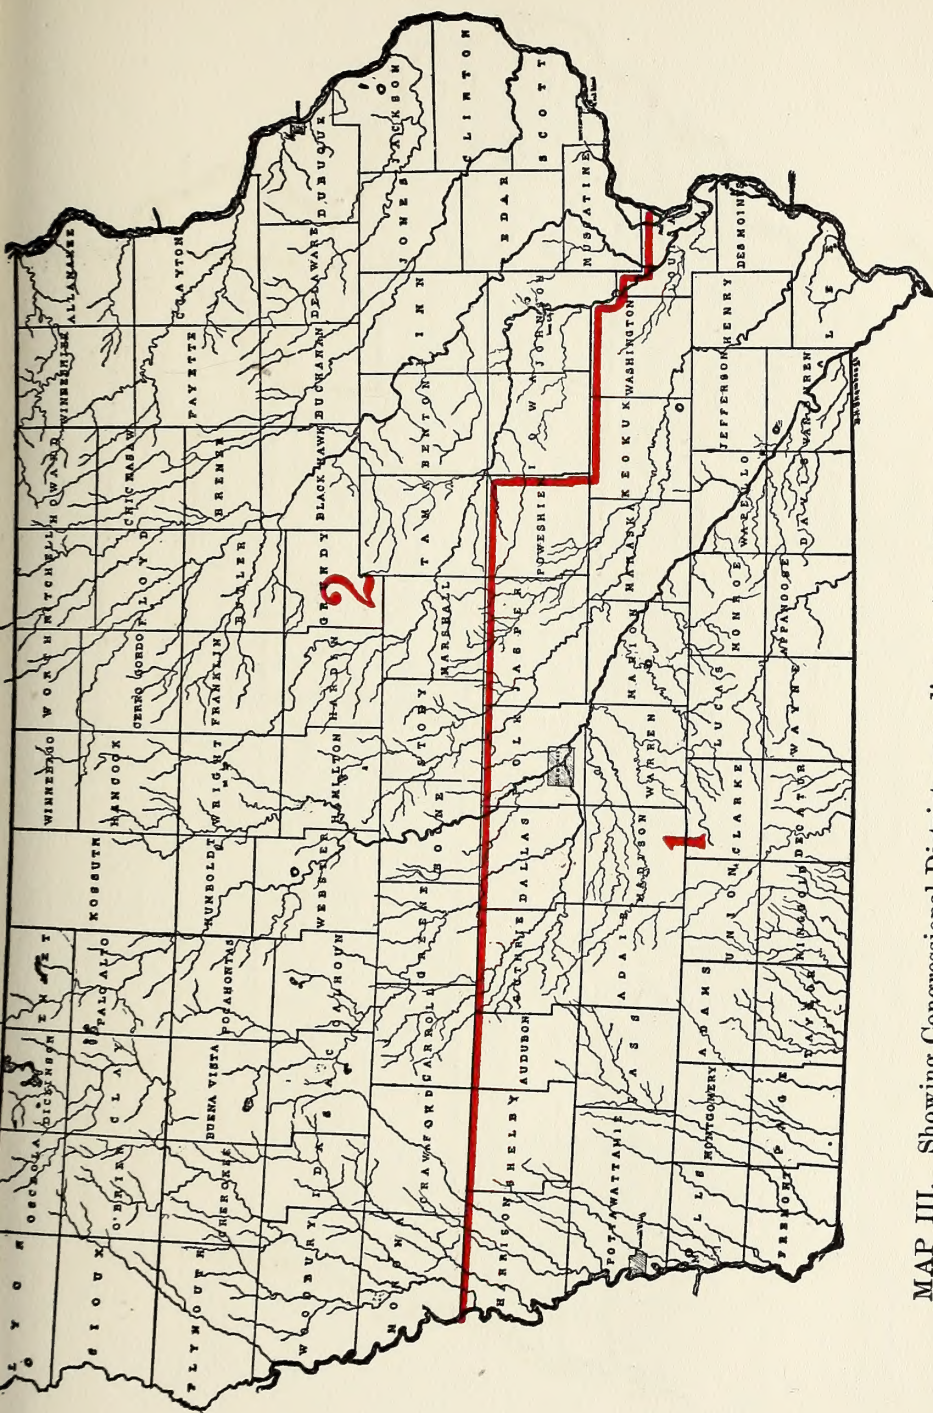 LYON
OSCEOLA
DICKINSON
EMMET
WINNEBAGO
WORTH
MITCHELL
HOWARD
WINNESHIEK
ALLAMAKEE
SIOUX
O'BRIEN
CLAY
PALO ALTO
KOSSUTH
HANCOCK
CERRO GORDO
FLOYD
CHICKASAW
FAYETTE
CLAYTON
PLYMOUTH
CHEROKEE
BUENA VISTA
POCAHONTAS
HUMBOLDT
WRIGHT
FRANKLIN
BUTLER
BREMER
WOODBURY
IDA
SAC
CALHOUN
WEBSTER
HAMILTON
HARDIN
GRUNDY
BLACK HAWK
BUCHANAN
DELAWARE
DUBUQUE
2
MONONA
CRAWFORD
CARROLL
GREENE
BOONE
STORY
MARSHALL
TAMA
BENTON
LINN
JONES
JACKSON
CLINTON
HARRISON
SHELBY
AUDUBON
GUTHRIE
DALLAS
POLK
JASPER
POWESHIEK
IOWA
JOHNSON
CEDAR
SCOTT
MUSCATINE
POTTAWATTAMIE
CASS
ADAIR
MADISON
WARREN
MARION
MAHASKA
KEOKUK
WASHINGTON
LOUISA
1
MILLS
MONTGOMERY
ADAMS
UNION
CLARKE
LUCAS
MONROE
WAPELLO
JEFFERSON
HENRY
DESMOINES
FREMONT
PAGE
TAYLOR
RINGGOLD
DECATUR
WAYNE
APPANOOSE
DAVIS
VAN BUREN
LEE
MAP III. Showing Congressional Districts